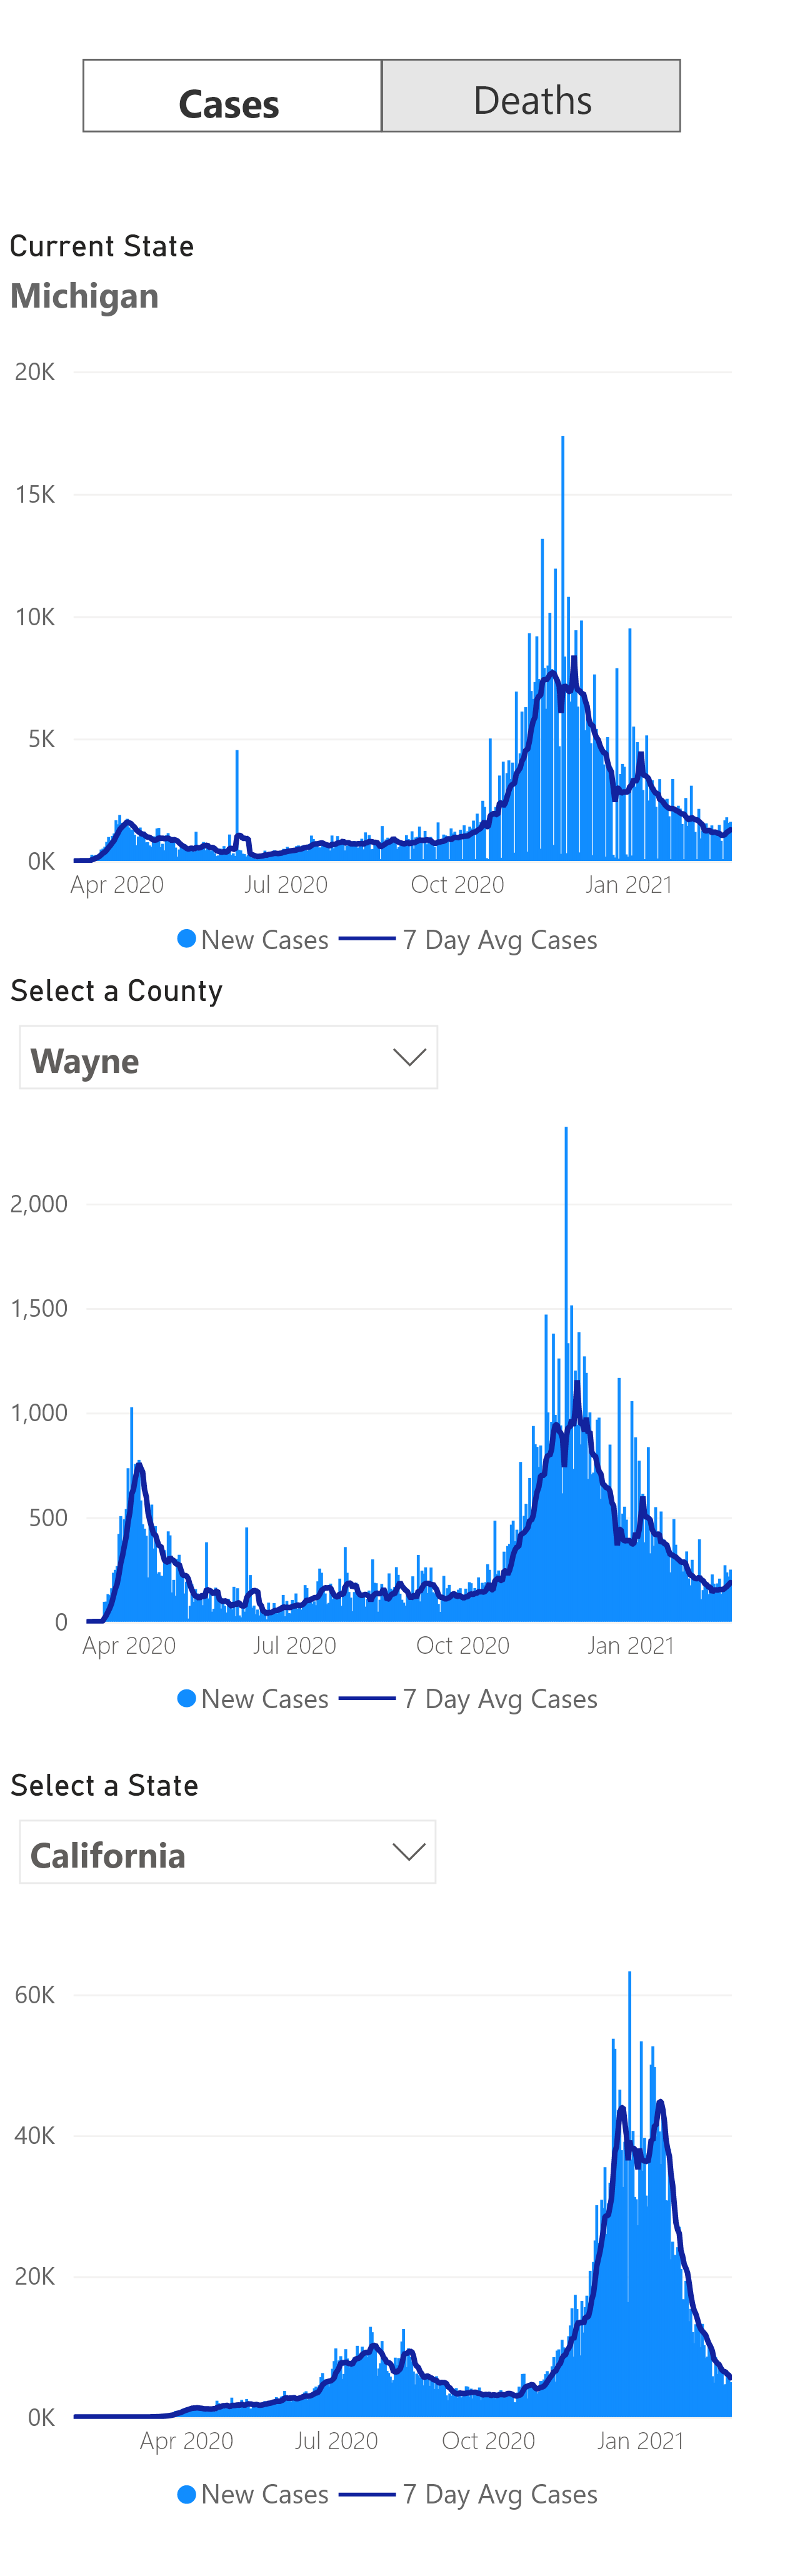 Cases Deaths
Current State
Michigan
20K
15K
10K
5K
0K
Apr 2020 Jul 2020 Oct 2020 Jan 2021
New Cases 7 Day Avg Cases
Select a County
Wayne
2,000
1,500
1,000
500
0
Apr 2020 Jul 2020 Oct 2020 Jan 2021
New Cases 7 Day Avg Cases
Select a State
California
60K
40K
20K
0K
Apr 2020 Jul 2020 Oct 2020 Jan 2021
New Cases 7 Day Avg Cases